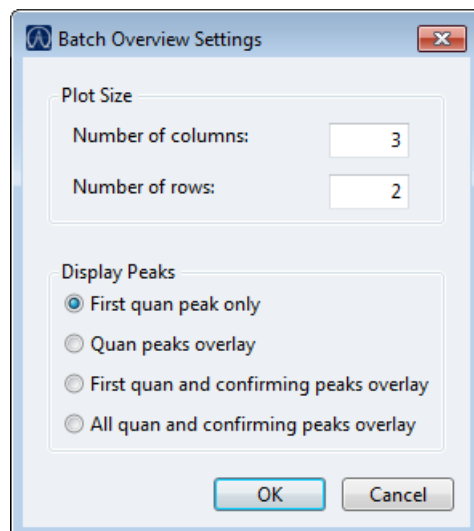 Batch Overview Settings
Plot Size
Number of columns: 3
Number of rows: 2
Display Peaks
First quan peak only
Quan peaks overlay
First quan and confirming peaks overlay
All quan and confirming peaks overlay
OK Cancel